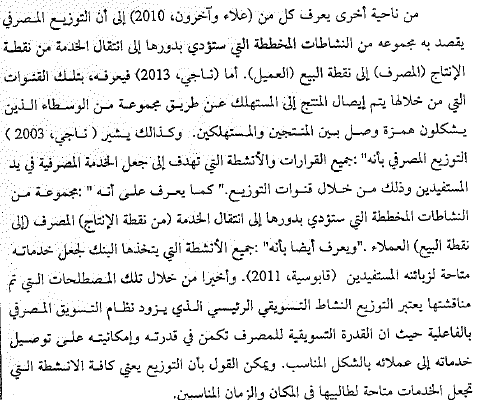 من ناحية أخرى يعرف كل من (علاء وآخرون، 2010) إلى أن التوزيع المصرفي
يقصد به مجموعه من النشاطات المخططة التي ستؤدي بدورها إلى انتقال الخدمة من نقطة
الإنتاج (المصرف) إلى نقطة البيع (العميل). أما (ناجي، 2013) فيعرفه، بتلك القنوات
التي من خلالها يتم إيصال المنتج إلى المستهلك عن طريق مجموعة من الوسطاء الذين
يشكلون همزة وصل بين المنتجين والمستهلكين. وكذالك يشير ( ناجي، 2003 )
التوزيع المصرفي بأنه" :جميع القرارات والأنشطة التي تهدف إلى جعل الخدمة المصرفية في يد
المستفيدين وذلك من خلال قنوات التوزيع." كما يعرف على أنه " :مجموعة من
النشاطات المخططة التي ستؤدي بدورها إلى انتقال الخدمة (من نقطة الإنتاج) المصرف (إلى
نقطة البيع) العملاء ."ويعرف أيضا بأنه" :جميع الأنشطة التي يتخذها البنك لجعل خدماته
متاحة لزبائنه المستفيدين (قابوسية، 2011). وأخيرا من خلال تلك المصطلحات التي تم
مناقشتها يعتبر التوزيع النشاط التسويقي الرئيسي الذي يزود نظام التسويق المصرفي
بالفاعلية حيث ان القدرة التسويقية للمصرف تكمن في قدرته وإمكانيته على توصيل
خدماته إلى عملائه بالشكل المناسب. ويمكن القول بأن التوزيع يعتي كافة الانشطة التي
تجعل الخدمات متاحة لطالبيها في المكان والزمان المناسبين.